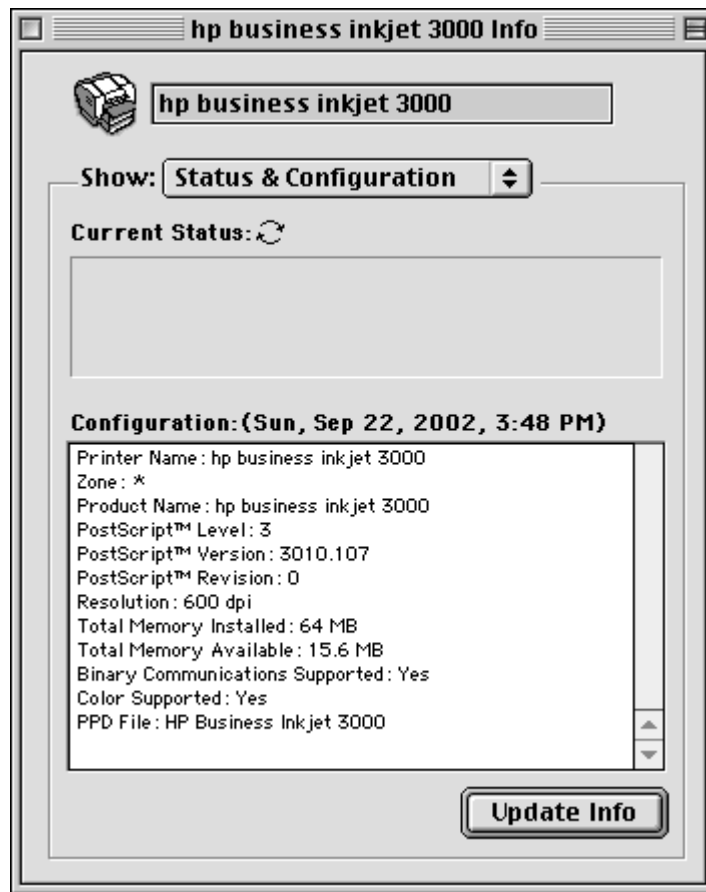 hp business inkjet 3000 Info
hp business inkjet 3000
Show: Status & Configuration
Current Status:
Configuration:(Sun, Sep 22, 2002, 3:48 PM)
Printer Name: hp business inkjet 3000
Zone: *
Product Name: hp business inkjet 3000
PostScript™ Level: 3
PostScript™ Version: 3010.107
PostScript™ Revision: 0
Resolution: 600 dpi
Total Memory Installed: 64 MB
Total Memory Available: 15.6 MB
Binary Communications Supported: Yes
Color Supported: Yes
PPD File: HP Business Inkjet 3000
Update Info